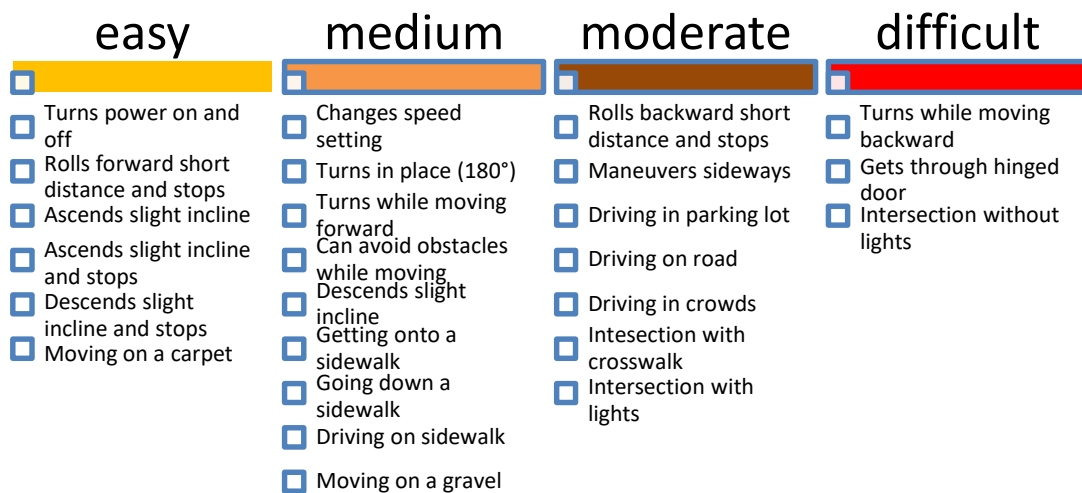 easy
Turns power on and
off
Rolls forward short
distance and stops
Ascends slight incline
Ascends slight incline
and stops
Descends slight
incline and stops
Moving on a carpet
medium
Changes speed
setting
Turns in place (180°)
Turns while moving
forward
Can avoid obstacles
while moving
Descends slight
incline
Getting onto a
sidewalk
Going down a
sidewalk
Driving on sidewalk
Moving on a gravel
moderate
Rolls backward short
distance and stops
Maneuvers sideways
Driving in parking lot
Driving on road
Driving in crowds
Intesection with
crosswalk
Intersection with
lights
difficult
Turns while moving
backward
Gets through hinged
door
Intersection without
lights